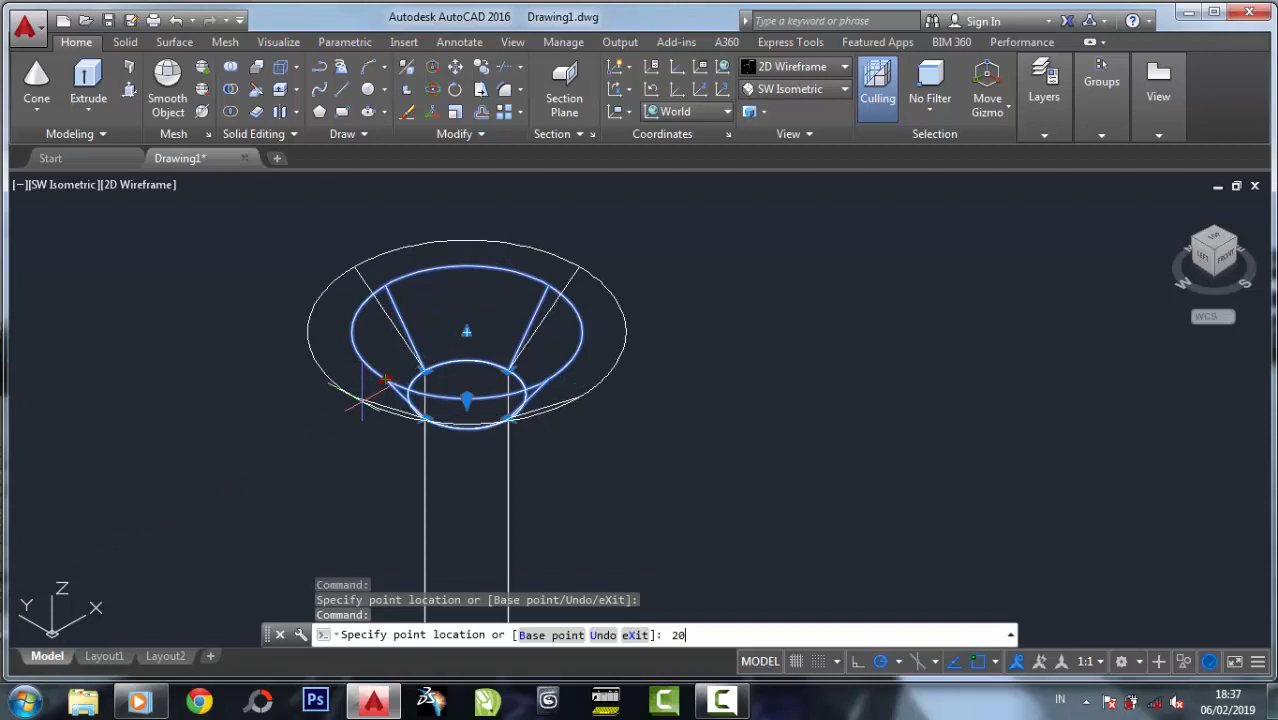 Autodesk AutoCAD 2016 Drawing1.dwg
Type a keyword or phrase
Sign In
Home Solid Surface Mesh Visualize Parametric Insert Annotate View Manage Output Add-ins A360 Express Tools Featured Apps BIM 360 Performance
2D Wireframe
SW Isometric
World
Cone
Extrude
Smooth Object
Section Plane
Culling
No Filter
Move Gizmo
Layers
Groups
View
Modeling
Mesh
Solid Editing
Draw
Modify
Section
Coordinates
View
Selection
Start
Drawing1*
[−][SW Isometric][2D Wireframe]
TOP
LEFT
FRONT
W
S
E
WCS
Z
Y
X
Command:
Specify point location or [Base point/Undo/eXit]:
Command:
Specify point location or [Base point Undo eXit]: 20
Model Layout1 Layout2
MODEL
1:1
Ps
IN
18:37
06/02/2019